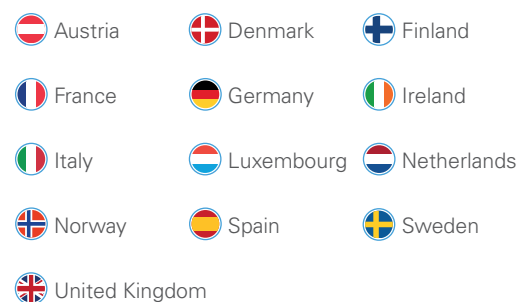 Austria Denmark Finland
France Germany Ireland
Italy Luxembourg Netherlands
Norway Spain Sweden
United Kingdom